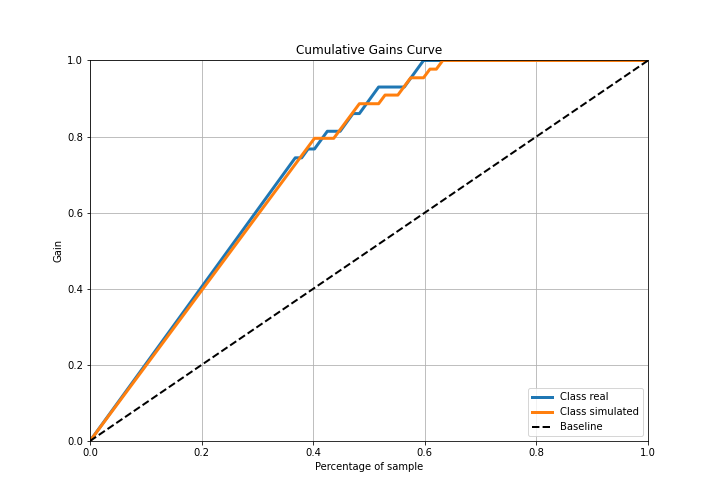 Cumulative Gains Curve
1.0
0.8
0.6
0.4
0.2
0.0
Gain
0.0 0.2 0.4 0.6 0.8 1.0
Percentage of sample
Class real
Class simulated
Baseline